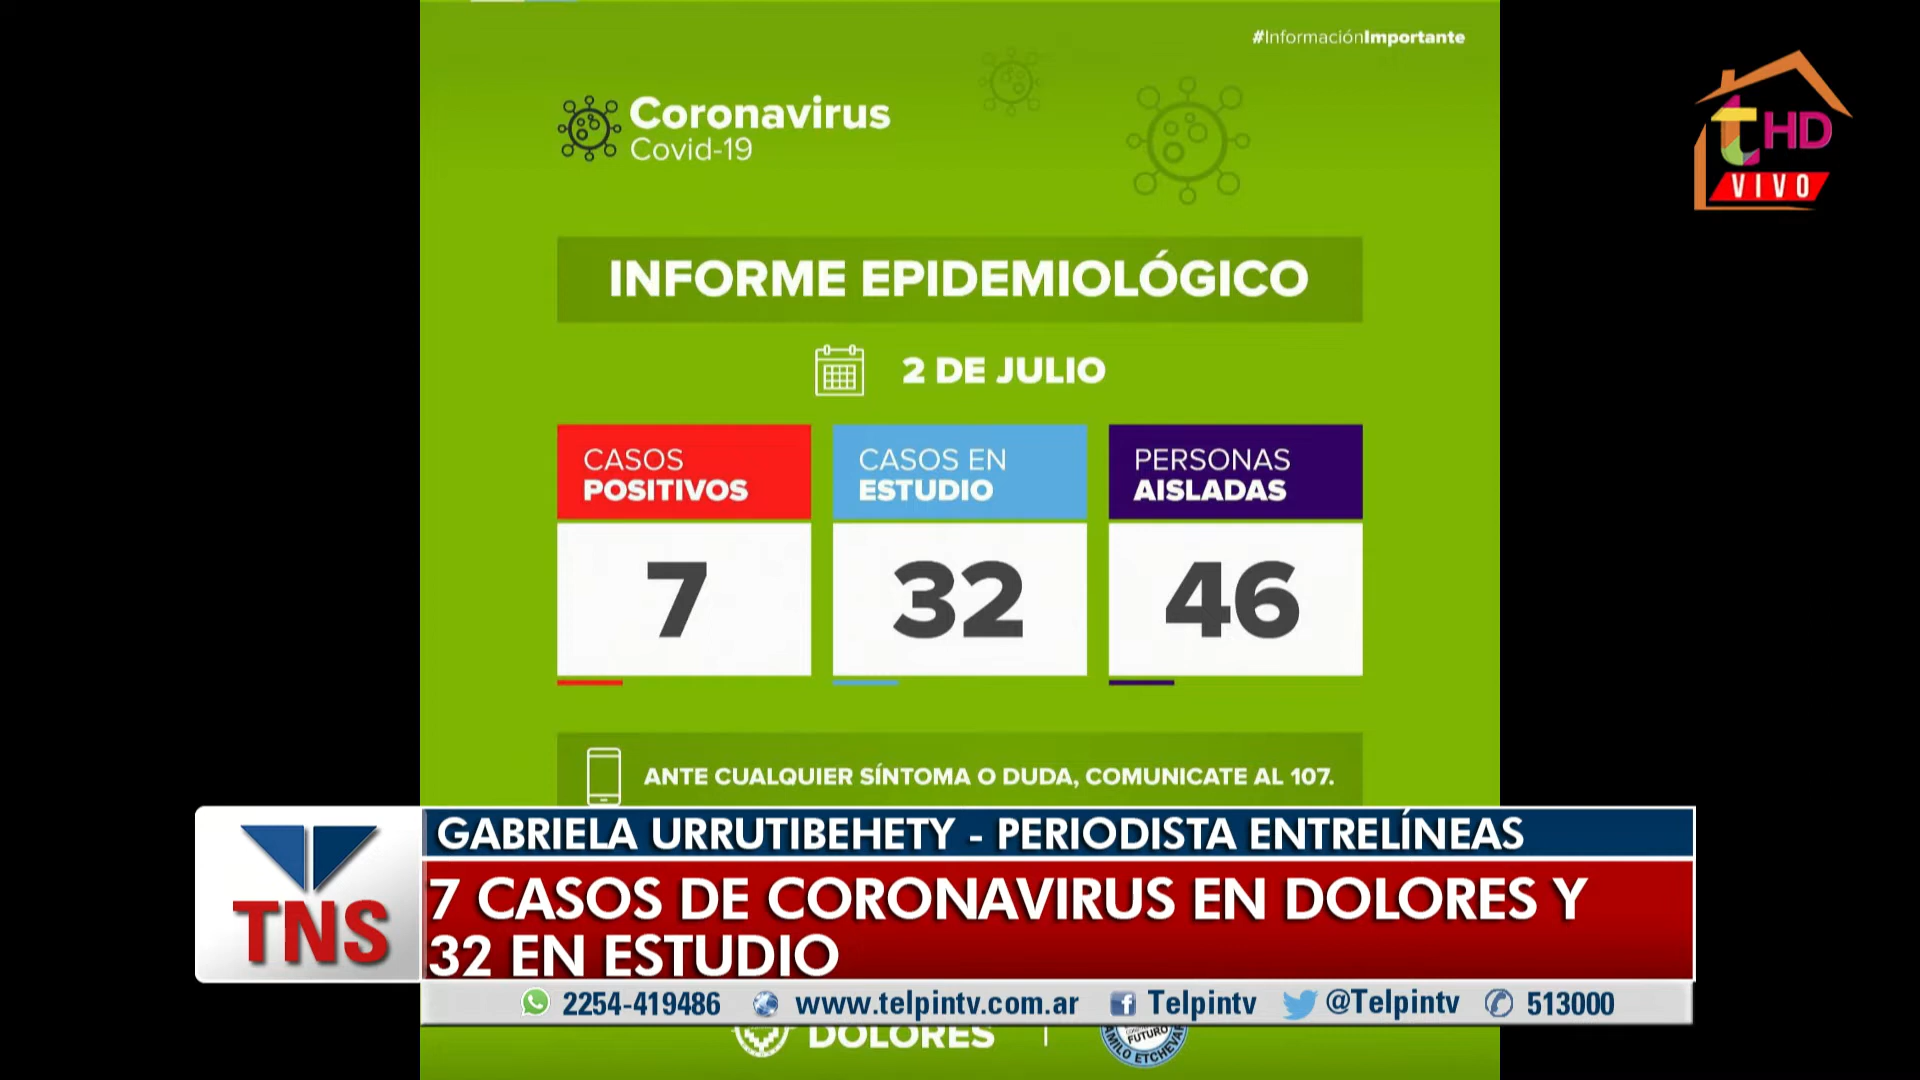 #InformaciónImportante
Coronavirus
Covid-19
t HD
VIVO
INFORME EPIDEMIOLÓGICO
2 DE JULIO
CASOS
POSITIVOS
7
CASOS EN
ESTUDIO
32
PERSONAS
AISLADAS
46
ANTE CUALQUIER SÍNTOMA O DUDA, COMUNICATE AL 107.
TNS
GABRIELA URRUTIBEHETY - PERIODISTA ENTRELÍNEAS
7 CASOS DE CORONAVIRUS EN DOLORES Y
32 EN ESTUDIO
2254-419486 www.telpintv.com.ar Telpintv @Telpintv 513000
DOLORES
FUTURO